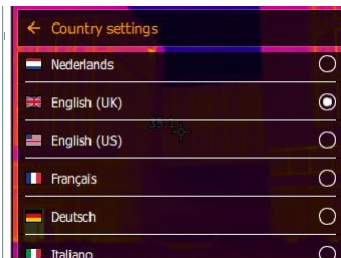 Country settings
Nederlands
English (UK)
English (US)
Français
Deutsch
Italiano